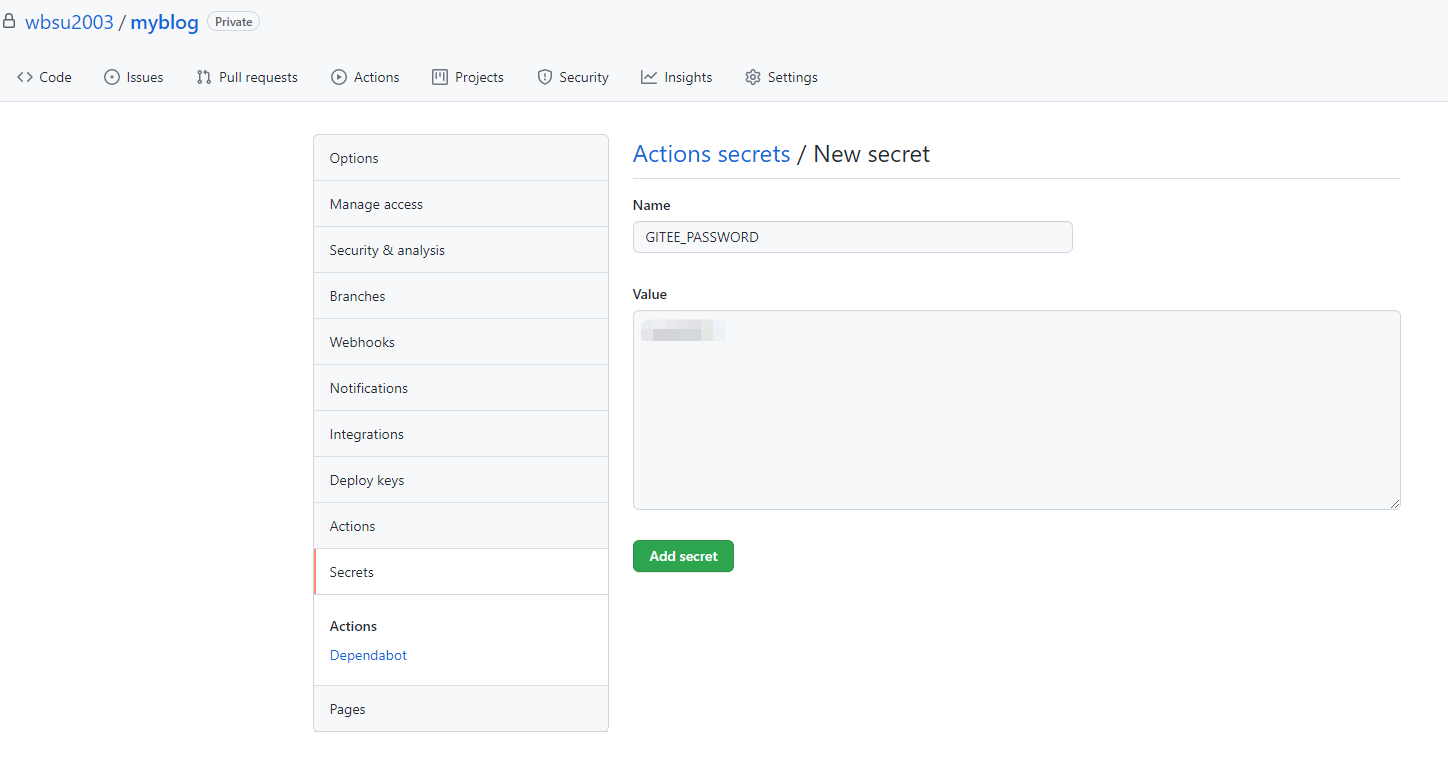 wbsu2003 / myblog Private
Code Issues Pull requests Actions Projects Security Insights Settings
Options
Manage access
Security & analysis
Branches
Webhooks
Notifications
Integrations
Deploy keys
Actions
Secrets
Actions
Dependabot
Pages
Actions secrets / New secret
Name
GITEE_PASSWORD
Value
Add secret